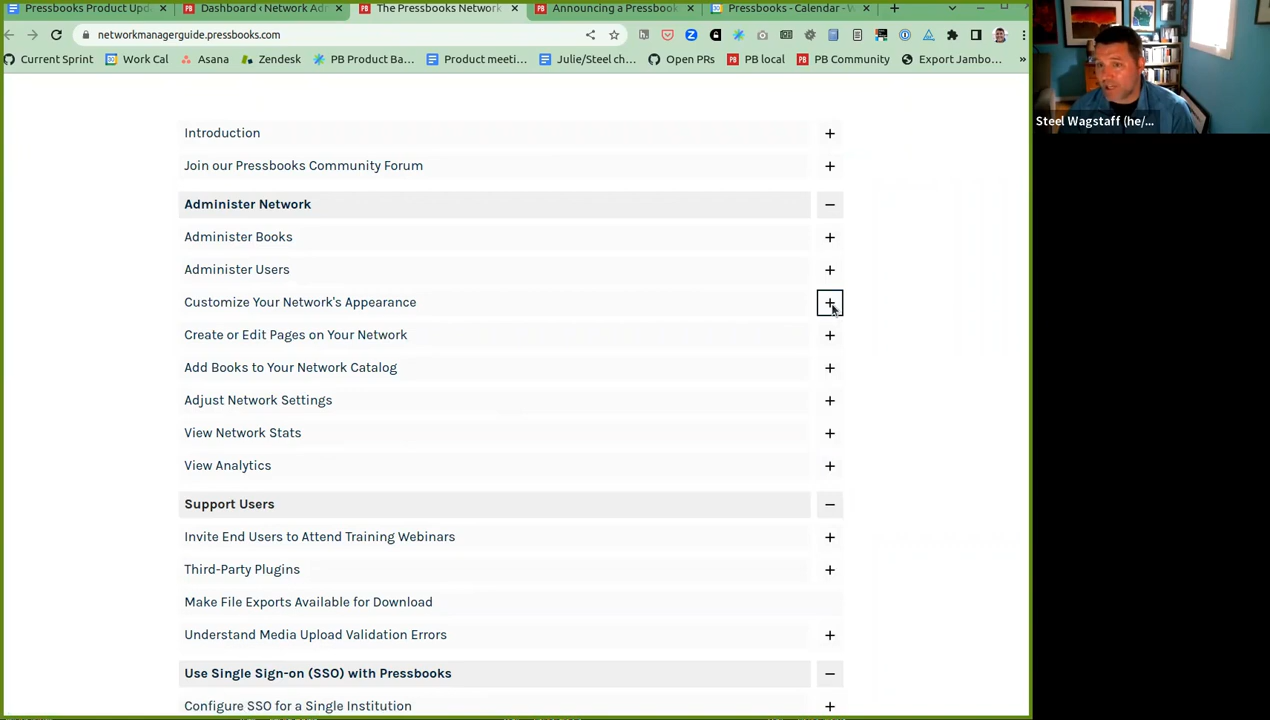 Pressbooks Product Upd
Dashboard ‹ Network Adm
The Pressbooks Network
Announcing a Pressbook
Pressbooks - Calendar - W
networkmanagerguide.pressbooks.com
Current Sprint
Work Cal
Asana
Zendesk
PB Product Ba...
Product meeti...
Julie/Steel ch...
Open PRs
PB local
PB Community
Export Jambo...
Steel Wagstaff (he/...
Introduction
Join our Pressbooks Community Forum
Administer Network
Administer Books
Administer Users
Customize Your Network's Appearance
Create or Edit Pages on Your Network
Add Books to Your Network Catalog
Adjust Network Settings
View Network Stats
View Analytics
Support Users
Invite End Users to Attend Training Webinars
Third-Party Plugins
Make File Exports Available for Download
Understand Media Upload Validation Errors
Use Single Sign-on (SSO) with Pressbooks
Configure SSO for a Single Institution